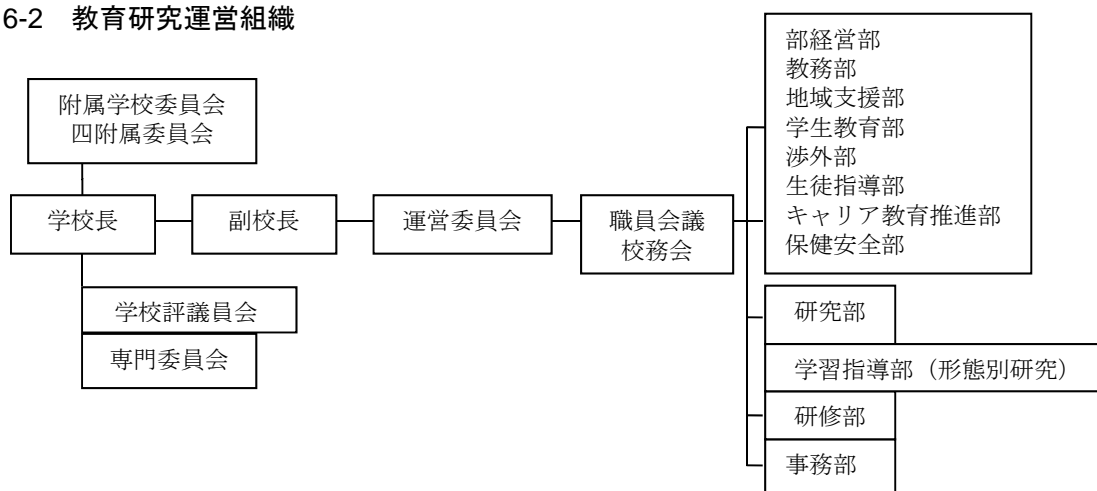 6-2 教育研究運営組織
附属学校委員会
四附属委員会
学校長
副校長
運営委員会
職員会議
校務会
学校評議員会
専門委員会
部経営部
教務部
地域支援部
学生教育部
渉外部
生徒指導部
キャリア教育推進部
保健安全部
研究部
学習指導部（形態別研究）
研修部
事務部